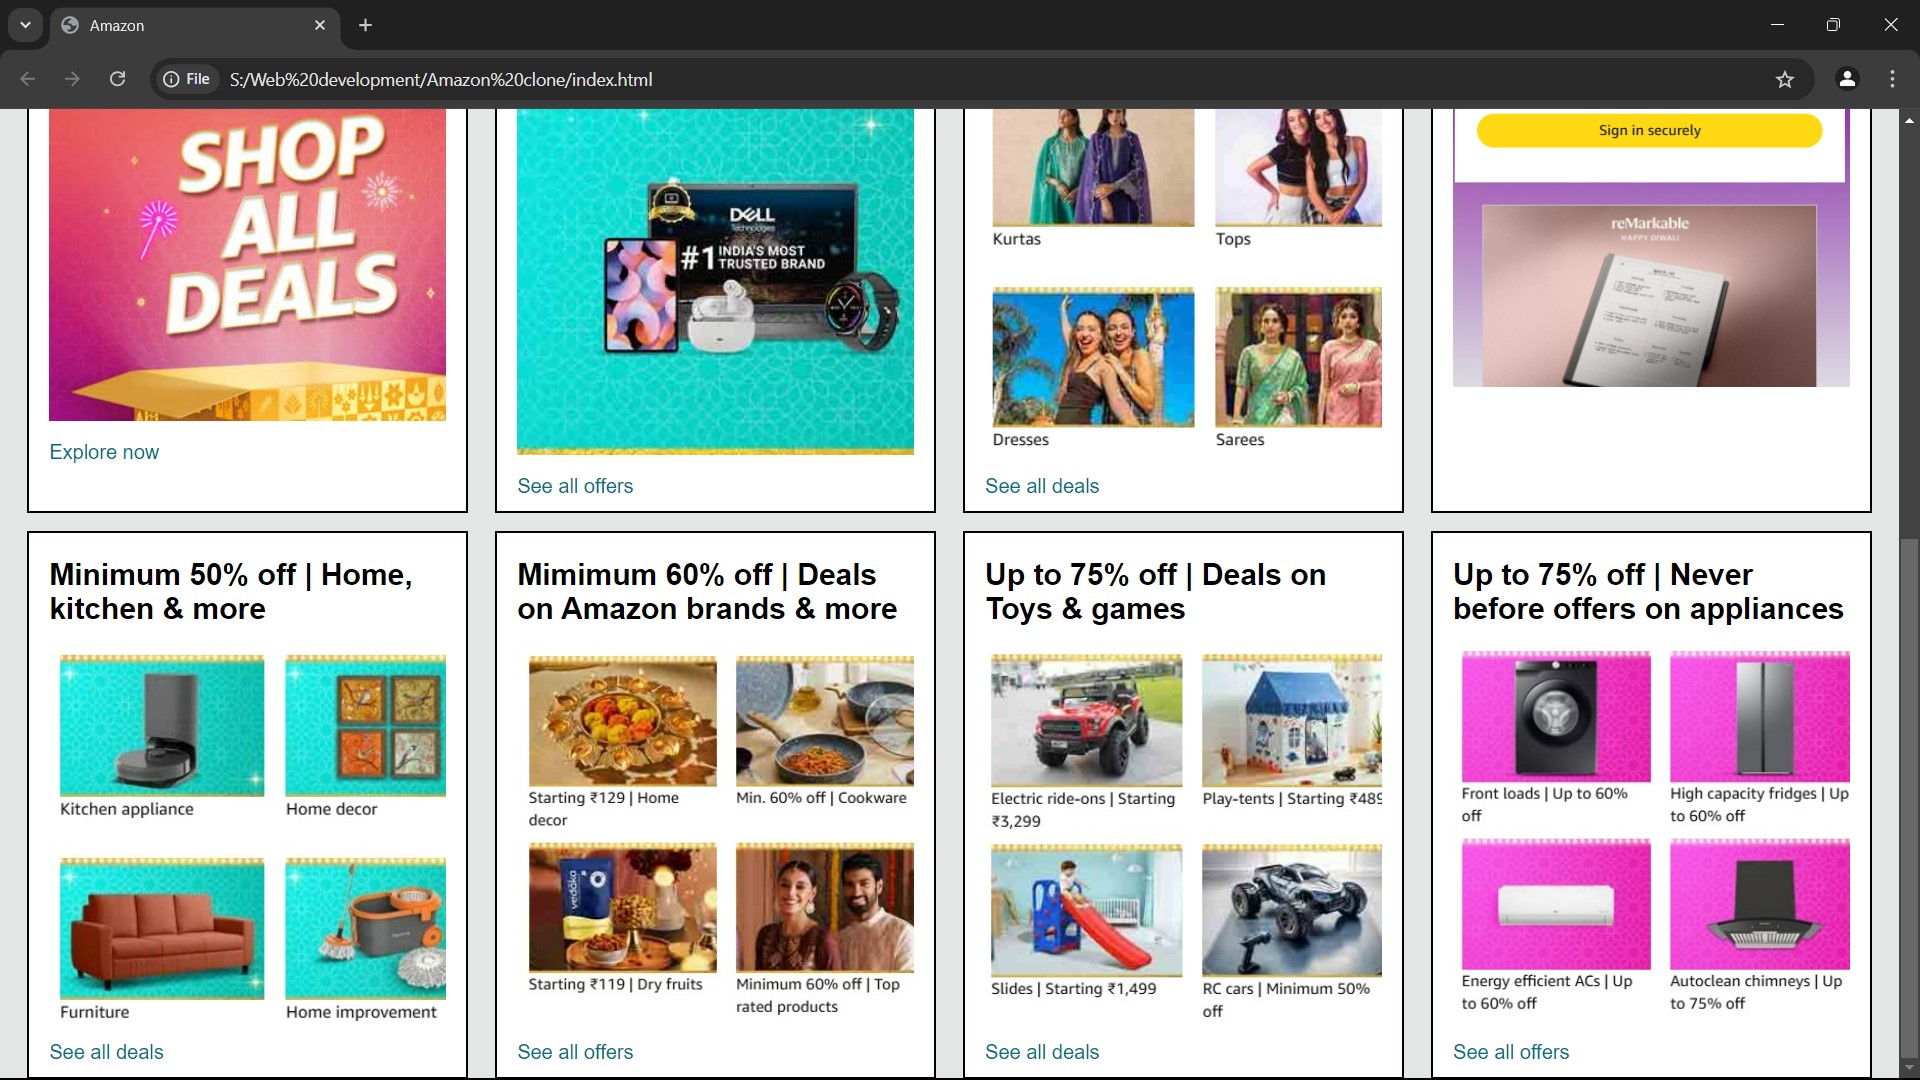 Amazon
File
S:/Web%20development/Amazon%20clone/index.html
SHOP
ALL
DEALS
Explore now
DELL
Technologies
#1 INDIA'S MOST
TRUSTED BRAND
See all offers
Kurtas
Tops
Dresses
Sarees
See all deals
Sign in securely
reMarkable
HAPPY DIWALI
Minimum 50% off | Home,
kitchen & more
Kitchen appliance
Home decor
Furniture
Home improvement
See all deals
Mimimum 60% off | Deals
on Amazon brands & more
Starting ₹129 | Home
decor
Min. 60% off | Cookware
vedaka
Starting ₹119 | Dry fruits
Minimum 60% off | Top
rated products
See all offers
Up to 75% off | Deals on
Toys & games
Electric ride-ons | Starting
₹3,299
Play-tents | Starting ₹489
Slides | Starting ₹1,499
RC cars | Minimum 50%
off
See all deals
Up to 75% off | Never
before offers on appliances
Front loads | Up to 60%
off
High capacity fridges | Up
to 60% off
Energy efficient ACs | Up
to 60% off
Autoclean chimneys | Up
to 75% off
See all offers